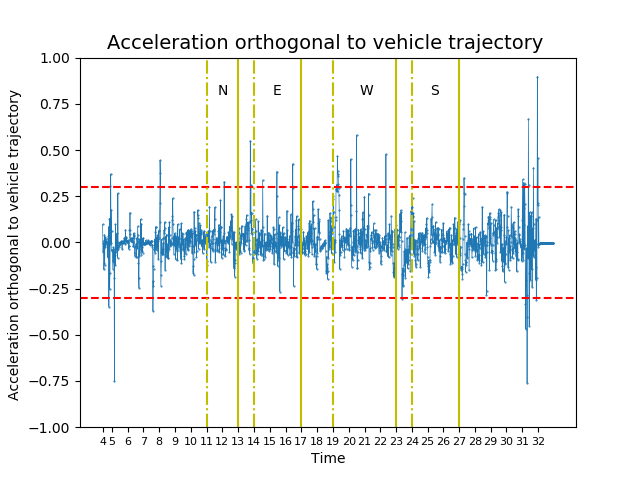 Acceleration orthogonal to vehicle trajectory
1.00
0.75
0.50
0.25
0.00
−0.25
−0.50
−0.75
−1.00
Acceleration orthogonal to vehicle trajectory
N E W S
4 5 6 7 8 9 10 11 12 13 14 15 16 17 18 19 20 21 22 23 24 25 26 27 28 29 30 31 32
Time